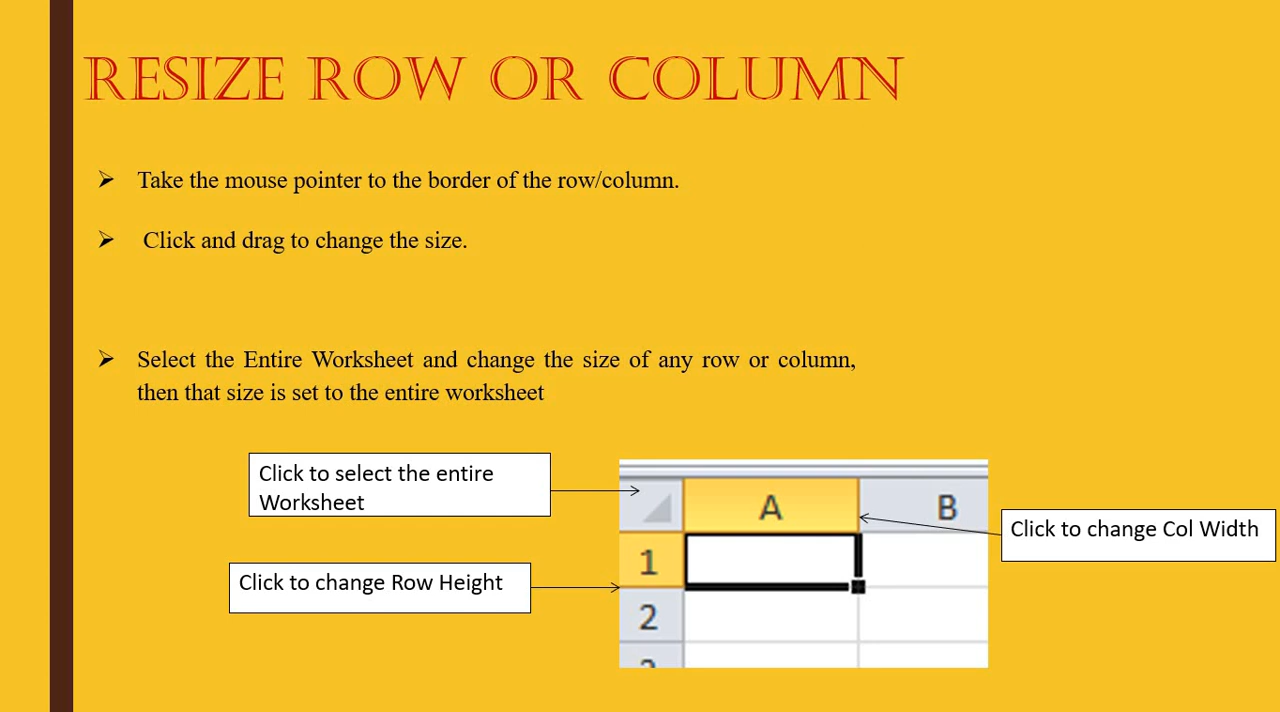 RESIZE ROW OR COLUMN
➢ Take the mouse pointer to the border of the row/column.
➢ Click and drag to change the size.
➢ Select the Entire Worksheet and change the size of any row or column,
then that size is set to the entire worksheet
Click to select the entire
Worksheet
A B
Click to change Col Width
1
Click to change Row Height
2